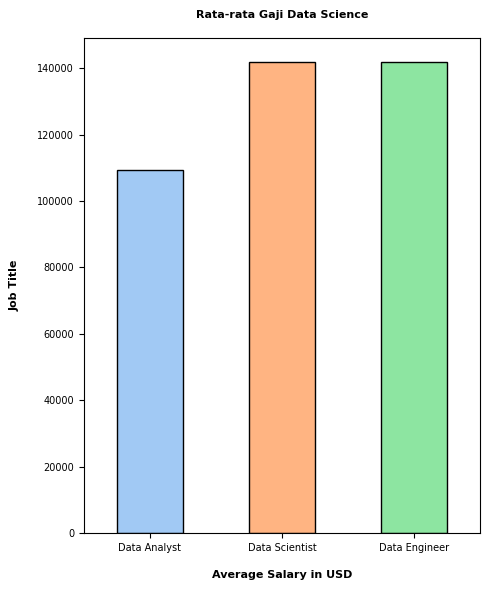 Rata-rata Gaji Data Science
140000
120000
100000
80000
60000
40000
20000
0
Job Title
Data Analyst Data Scientist Data Engineer
Average Salary in USD